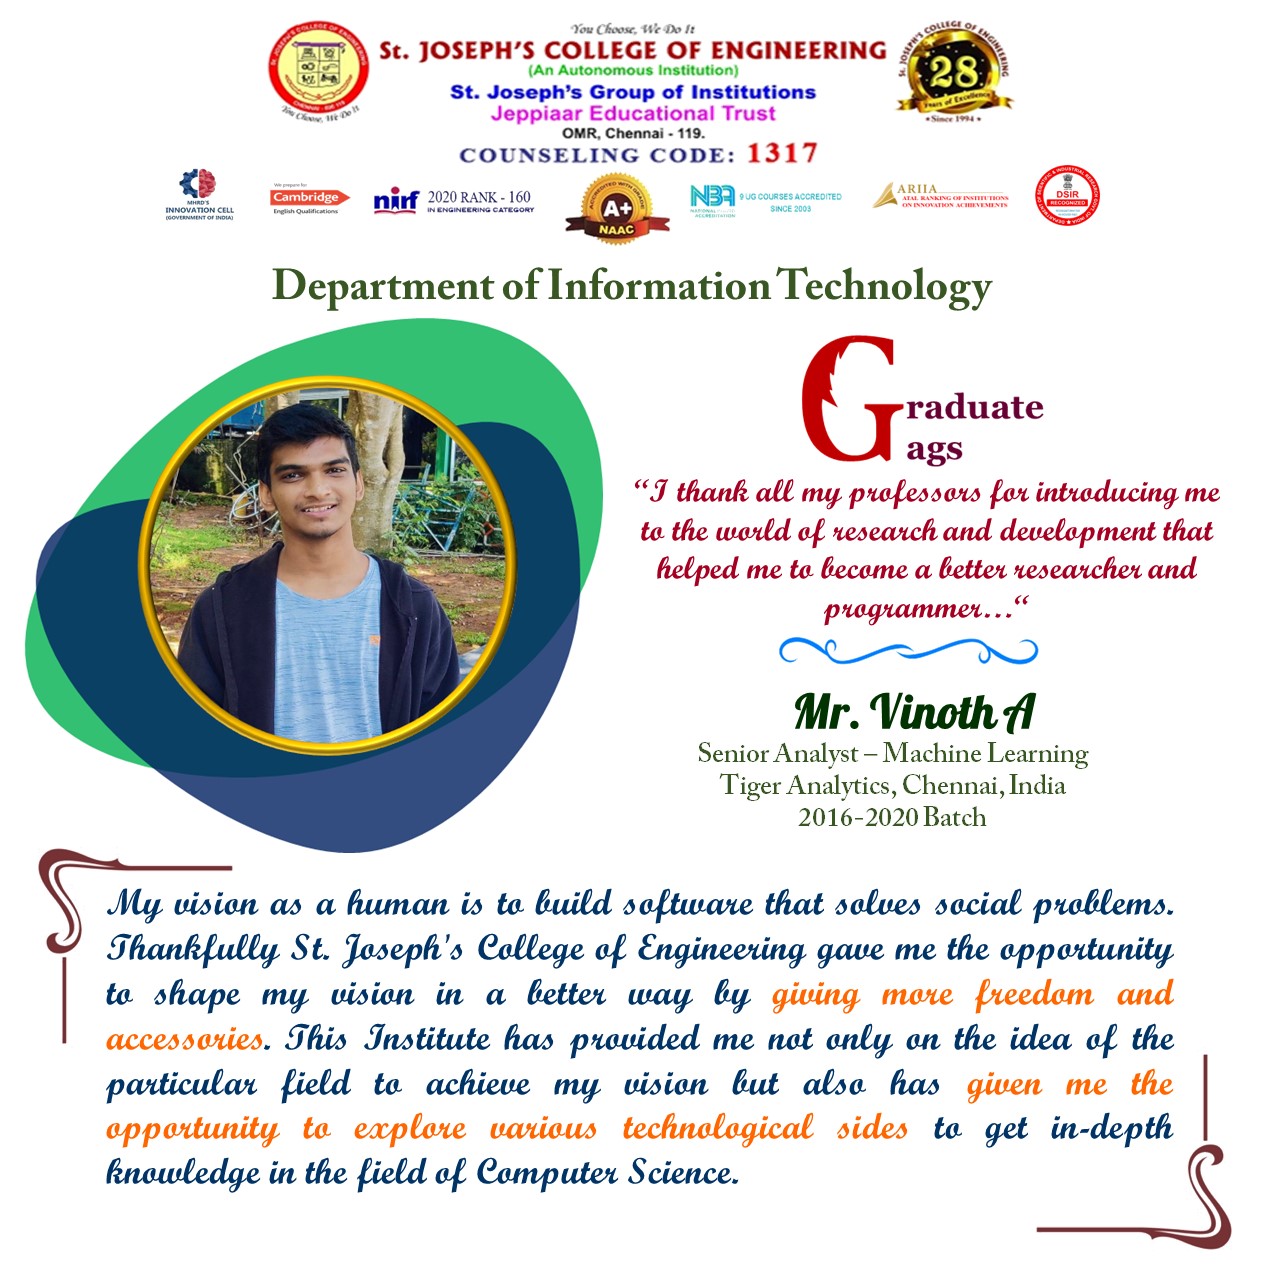 You Choose, We Do It
St. JOSEPH'S COLLEGE OF ENGINEERING
(An Autonomous Institution)
St. Joseph's Group of Institutions
Jeppiaar Educational Trust
OMR, Chennai - 119.
COUNSELING CODE: 1317
You Choose, We Do It
28
Years of Excellence
* Since 1994 *
MHRD'S
INNOVATION CELL
(GOVERNMENT OF INDIA)
We prepare for
Cambridge
English Qualifications
nirf 2020 RANK - 160
IN ENGINEERING CATEGORY
ACCREDITED WITH GRADE
A+
NAAC
NBA 9 UG COURSES ACCREDITED
SINCE 2003
NATIONAL BOARD OF ACCREDITATION
ARIIA
ATAL RANKING OF INSTITUTIONS
ON INNOVATION ACHIEVEMENTS
DSIR
RECOGNIZED
Department of Information Technology
Graduate
Gags
“I thank all my professors for introducing me
to the world of research and development that
helped me to become a better researcher and
programmer...“
Mr. Vinoth A
Senior Analyst – Machine Learning
Tiger Analytics, Chennai, India
2016-2020 Batch
My vision as a human is to build software that solves social problems.
Thankfully St. Joseph's College of Engineering gave me the opportunity
to shape my vision in a better way by giving more freedom and
accessories. This Institute has provided me not only on the idea of the
particular field to achieve my vision but also has given me the
opportunity to explore various technological sides to get in-depth
knowledge in the field of Computer Science.